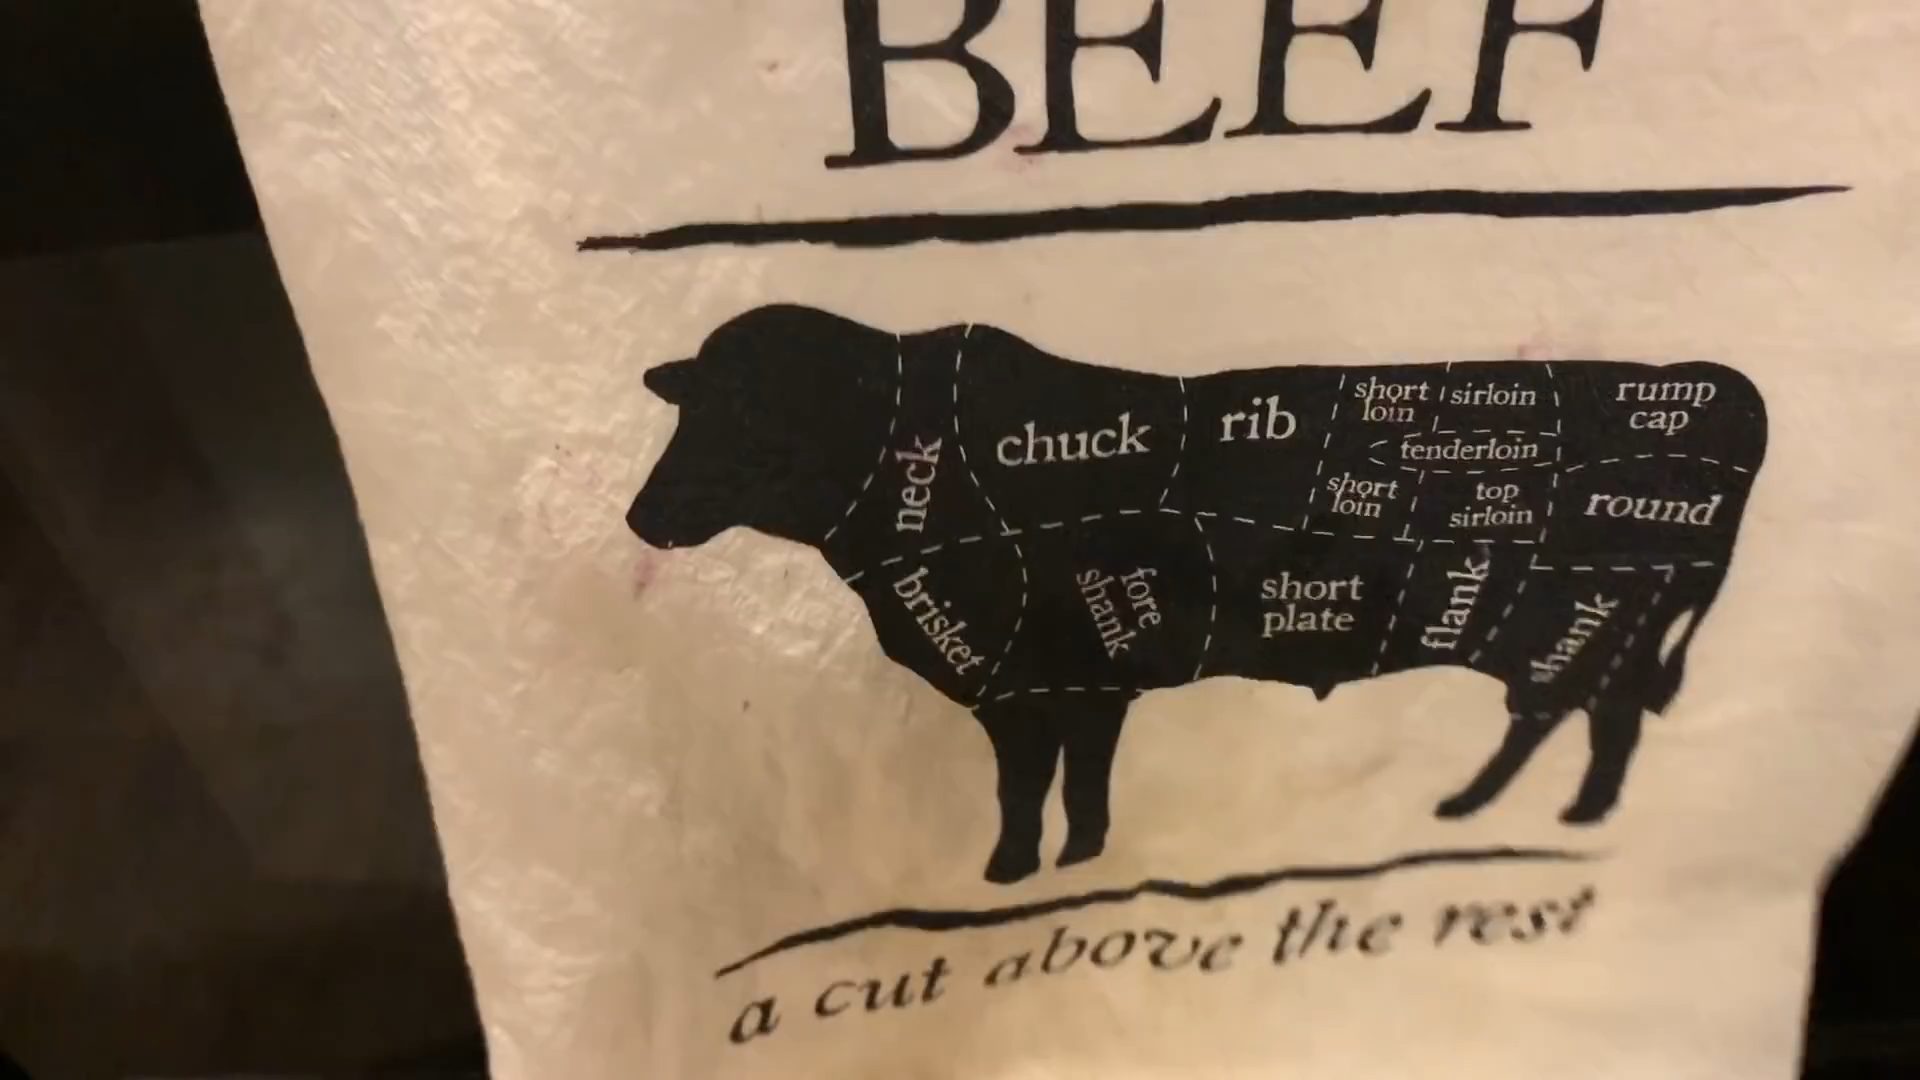 BEEF
neck
chuck
rib
short
loin
sirloin
tenderloin
short
loin
top
sirloin
rump
cap
round
brisket
fore
shank
short
plate
flank
shank
a cut above the rest